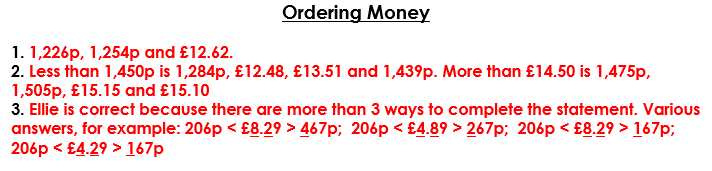 Ordering Money
1. 1,226p, 1,254p and £12.62.
2. Less than 1,450p is 1,284p, £12.48, £13.51 and 1,439p. More than £14.50 is 1,475p,
1,505p, £15.15 and £15.10
3. Ellie is correct because there are more than 3 ways to complete the statement. Various
answers, for example: 206p < £8.29 > 467p; 206p < £4.89 > 267p; 206p < £8.29 > 167p;
206p < £4.29 > 167p